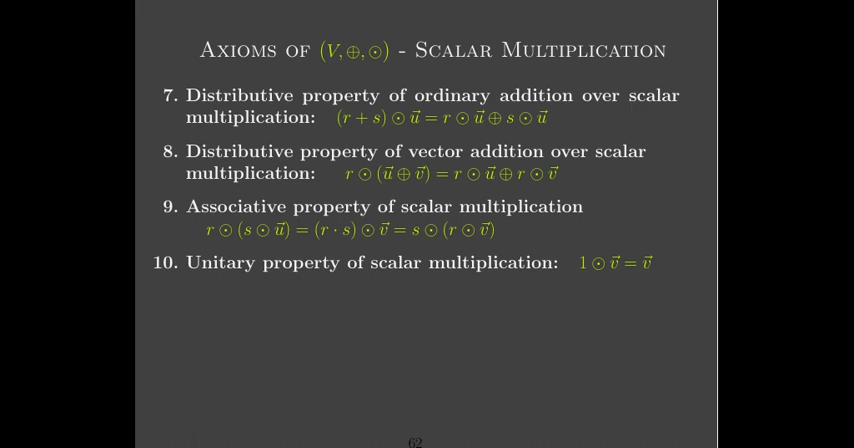 Axioms of (V, ⊕, ⊙) - Scalar Multiplication
7. Distributive property of ordinary addition over scalar
multiplication: (r + s) ⊙ u⃗ = r ⊙ u⃗ ⊕ s ⊙ u⃗
8. Distributive property of vector addition over scalar
multiplication: r ⊙ (u⃗ ⊕ v⃗) = r ⊙ u⃗ ⊕ r ⊙ v⃗
9. Associative property of scalar multiplication
r ⊙ (s ⊙ u⃗) = (r · s) ⊙ v⃗ = s ⊙ (r ⊙ v⃗)
10. Unitary property of scalar multiplication: 1 ⊙ v⃗ = v⃗
62